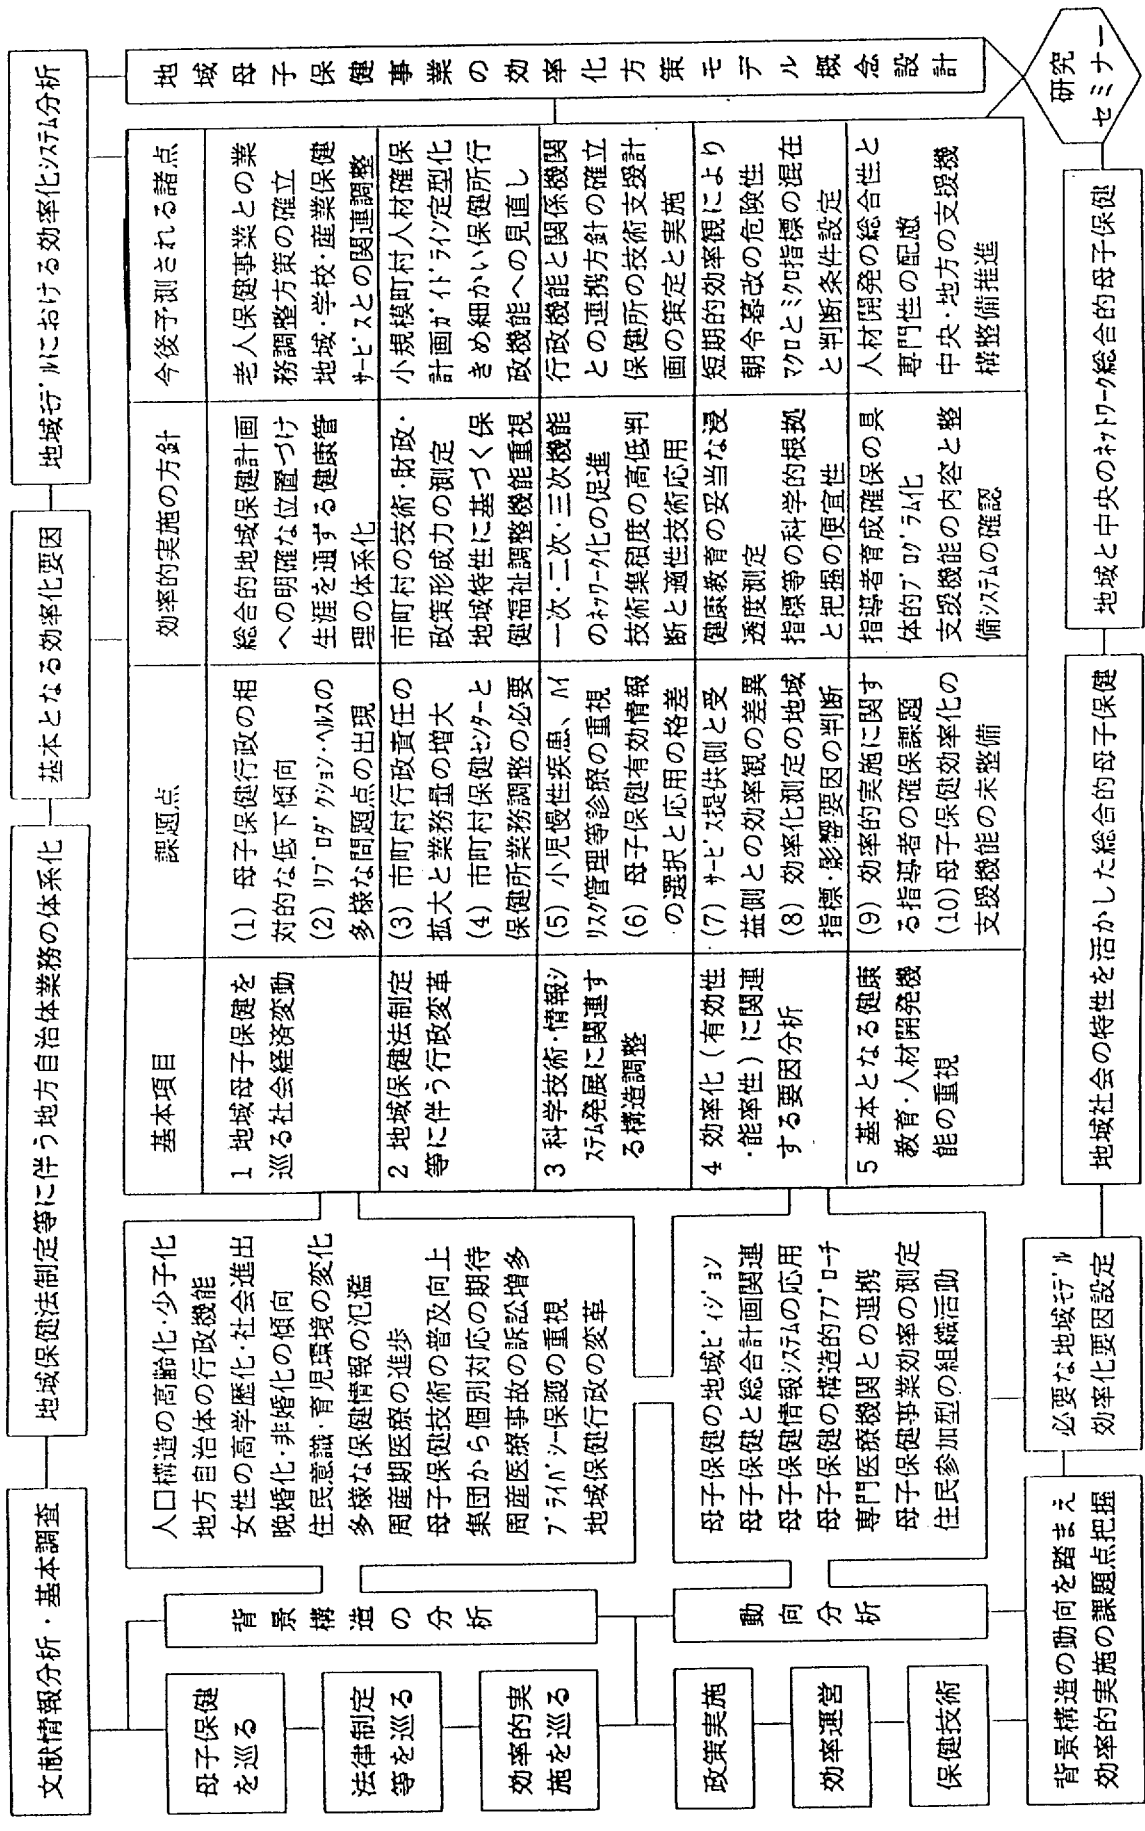 文献情報分析・基本調査
地域保健法制定等に伴う地方自治体業務の体系化
基本となる効率化要因
地域モデルにおける効率化システム分析
母子保健
を巡る
法律制定
等を巡る
効率的実
施を巡る
政策実施
効率運営
保健技術
背景構造の分析
動向分析
人口構造の高齢化・少子化
地方自治体の行政機能
女性の高学歴化・社会進出
晩婚化・非婚化の傾向
住民意識・育児環境の変化
多様な保健情報の氾濫
周産期医療の進歩
母子保健技術の普及向上
集団から個別対応の期待
周産医療事故の訴訟増多
プライバシー保護の重視
地域保健行政の変革
母子保健の地域ビィジョン
母子保健と総合計画関連
母子保健情報システムの応用
母子保健の構造的アプローチ
専門医療機関との連携
母子保健事業効率の測定
住民参加型の組織活動
基本項目
課題点
効率的実施の方針
今後予測される諸点
1 地域母子保健を
巡る社会経済変動
(1) 母子保健行政の相
対的な低下傾向
(2) リプロダクション・ヘルスの
多様な問題点の出現
総合的地域保健計画
への明確な位置づけ
生涯を通ずる健康管
理の体系化
老人保健事業との業
務調整方策の確立
地域・学校・産業保健
サービスとの関連調整
2 地域保健法制定
等に伴う行政変革
(3) 市町村行政責任の
拡大と業務量の増大
(4) 市町村保健センターと
保健所業務調整の必要
市町村の技術・財政・
政策形成力の測定
地域特性に基づく保
健福祉調整機能重視
小規模町村人材確保
計画ガイドライン定型化
きめ細かい保健所行
政機能への見直し
3 科学技術・情報シ
ステム発展に関連す
る構造調整
(5) 小児慢性疾患、ハイ
リスク管理等診療の重視
(6) 母子保健有効情報
の選択と応用の格差
一次・二次・三次機能
のネットワーク化の促進
技術集積度の高低判
断と適性技術応用
行政機能と関係機関
との連携方針の確立
保健所の技術支援計
画の策定と実施
4 効率化（有効性
・能率性）に関連
する要因分析
(7) サービス提供側と受
益側との効率観の差異
(8) 効率化測定の地域
指標・影響要因の判断
健康教育の妥当な浸
透度測定
指標等の科学的根拠
と把握の便宜性
短期的効率観により
朝令暮改の危険性
マクロとミクロ指標の混在
と判断条件設定
5 基本となる健康
教育・人材開発機
能の重視
(9) 効率的実施に関す
る指導者の確保課題
(10)母子保健効率化の
支援機能の未整備
指導者育成確保の具
体的プログラム化
支援機能の内容と整
備システムの確認
人材開発の総合性と
専門性の配慮
中央・地方の支援機
構整備推進
地域母子保健事業の効率化方策モデル概念設計
背景構造の動向を踏まえ
効率的実施の課題点把握
必要な地域モデル
効率化要因設定
地域社会の特性を活かした総合的母子保健
地域と中央のネットワーク総合的母子保健
研究
セミナー